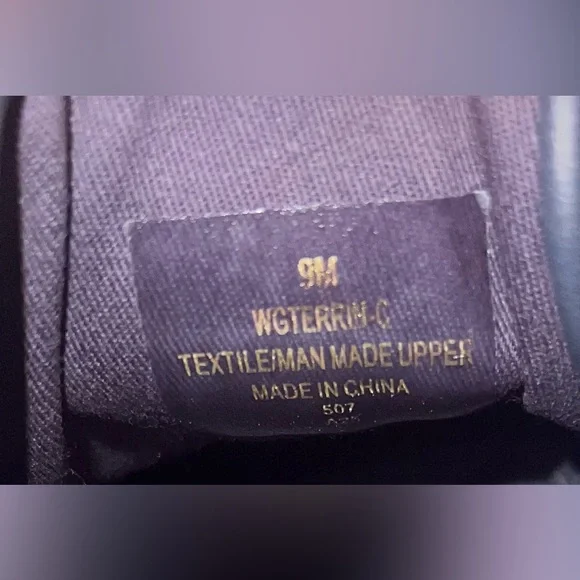 9M
WGTERRIN-C
TEXTILE/MAN MADE UPPER
MADE IN CHINA
507